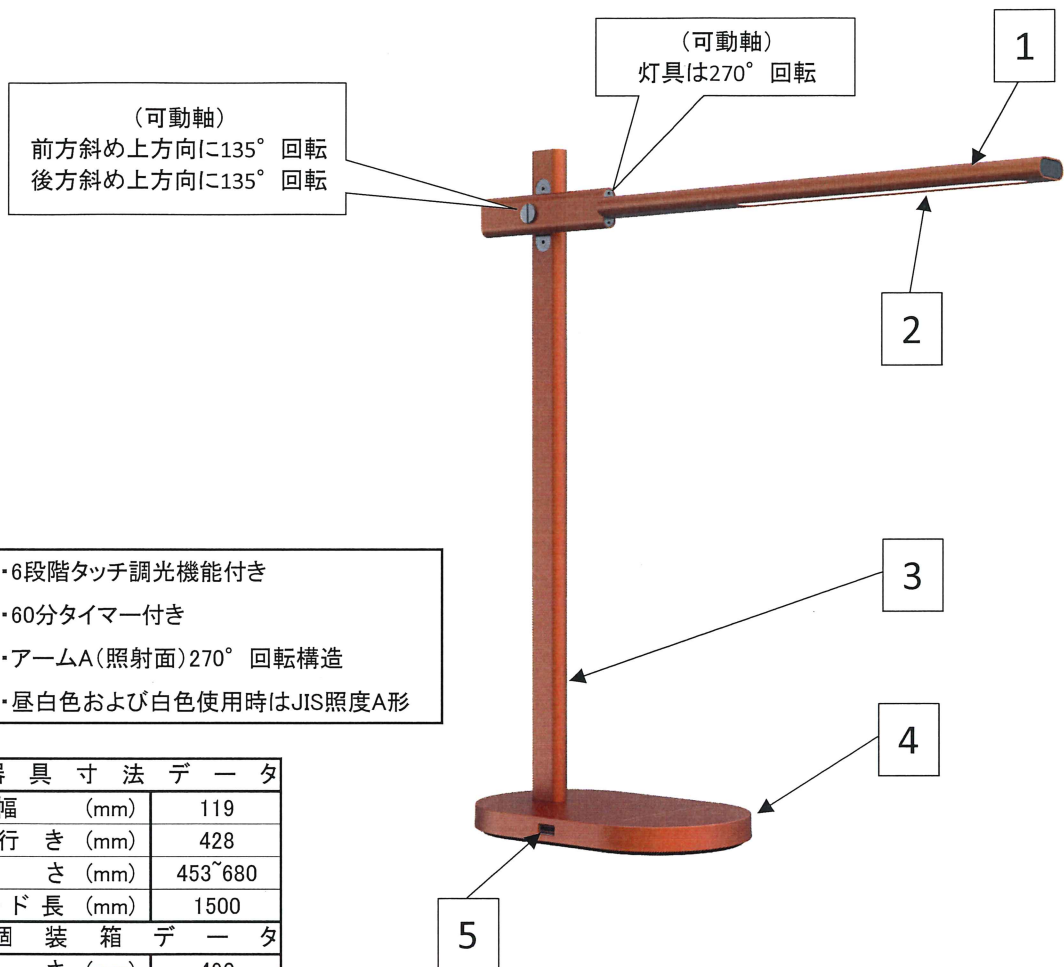 (可動軸)
灯具は270°回転
1
(可動軸)
前方斜め上方向に135°回転
後方斜め上方向に135°回転
2
・6段階タッチ調光機能付き
・60分タイマー付き
・アームA(照射面)270°回転構造
・昼白色および白色使用時はJIS照度A形
3
4
具寸法データ
幅 (mm) 119
行き (mm) 428
さ (mm) 453~680
ド長 (mm) 1500
装箱データ
5